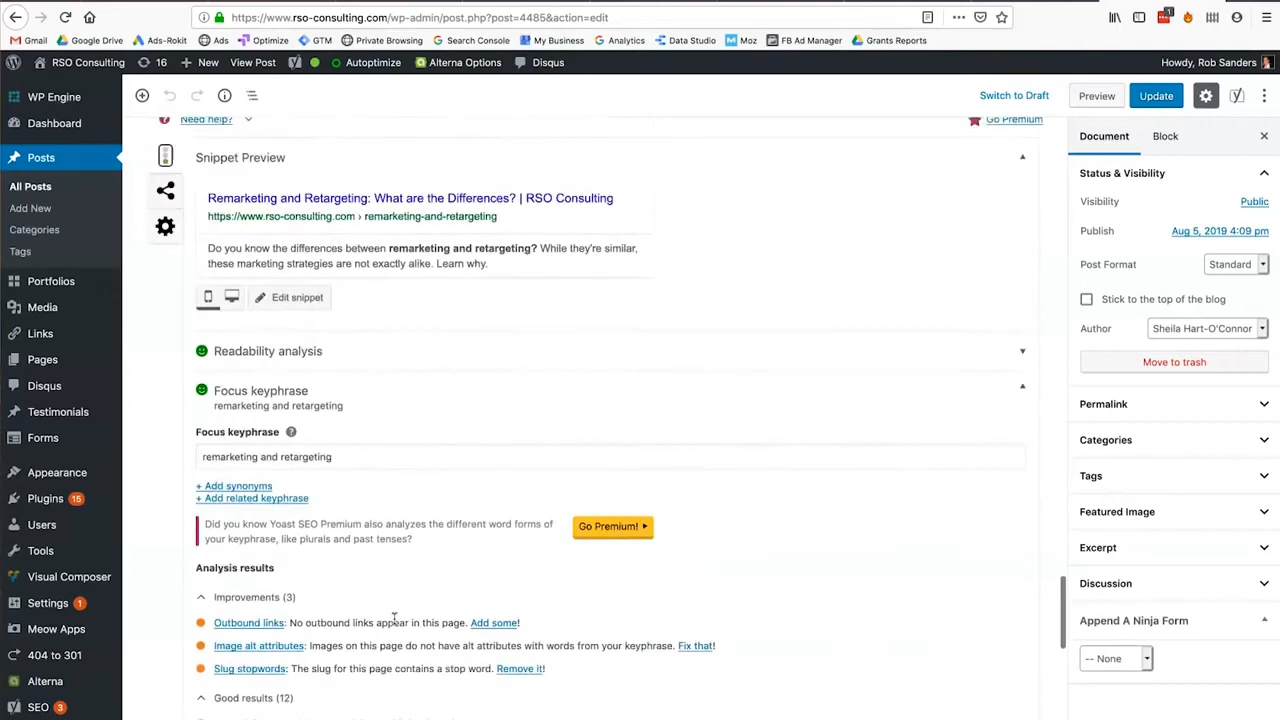 https://www.rso-consulting.com/wp-admin/post.php?post=4485&action=edit
Gmail Google Drive Ads-Rokit Ads Optimize GTM Private Browsing Search Console My Business Analytics Data Studio Moz FB Ad Manager Grants Reports
RSO Consulting 16 New View Post Autoptimize Alterna Options Disqus Howdy, Rob Sanders
WP Engine
Dashboard
Posts
All Posts
Add New
Categories
Tags
Portfolios
Media
Links
Pages
Disqus
Testimonials
Forms
Appearance
Plugins 15
Users
Tools
Visual Composer
Settings 1
Meow Apps
404 to 301
Alterna
SEO 3
Switch to Draft Preview Update
Need help? Go Premium
Snippet Preview
Remarketing and Retargeting: What are the Differences? | RSO Consulting
https://www.rso-consulting.com › remarketing-and-retargeting
Do you know the differences between remarketing and retargeting? While they're similar,
these marketing strategies are not exactly alike. Learn why.
Edit snippet
Readability analysis
Focus keyphrase
remarketing and retargeting
Focus keyphrase
remarketing and retargeting
+ Add synonyms
+ Add related keyphrase
Did you know Yoast SEO Premium also analyzes the different word forms of
your keyphrase, like plurals and past tenses?
Go Premium!
Analysis results
Improvements (3)
Outbound links: No outbound links appear in this page. Add some!
Image alt attributes: Images on this page do not have alt attributes with words from your keyphrase. Fix that!
Slug stopwords: The slug for this page contains a stop word. Remove it!
Good results (12)
Document Block
Status & Visibility
Visibility Public
Publish Aug 5, 2019 4:09 pm
Post Format Standard
Stick to the top of the blog
Author Sheila Hart-O'Connor
Move to trash
Permalink
Categories
Tags
Featured Image
Excerpt
Discussion
Append A Ninja Form
-- None